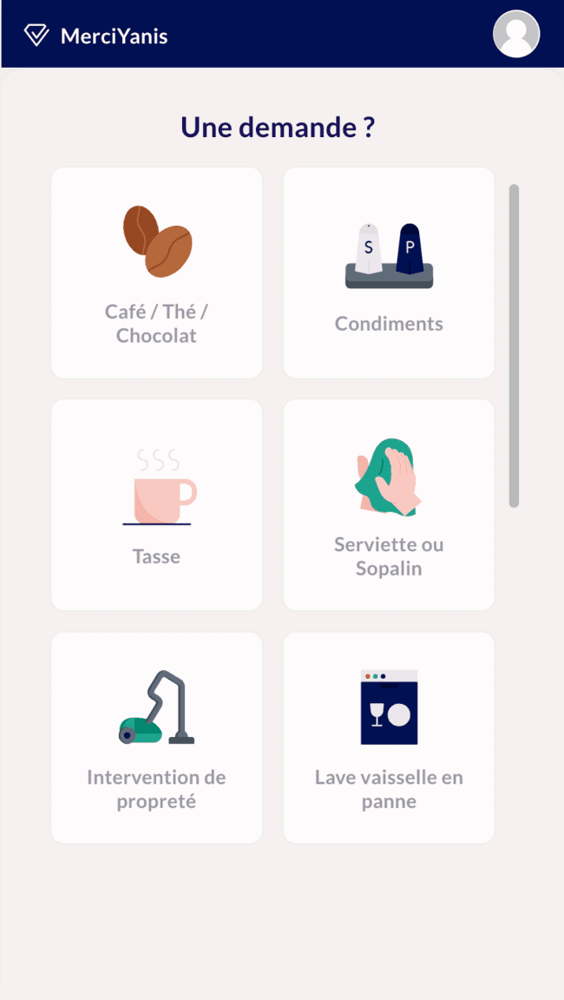 MerciYanis
Une demande ?
Café / Thé /
Chocolat
S
P
Condiments
Tasse
Serviette ou
Sopalin
Intervention de
propreté
Lave vaisselle en
panne